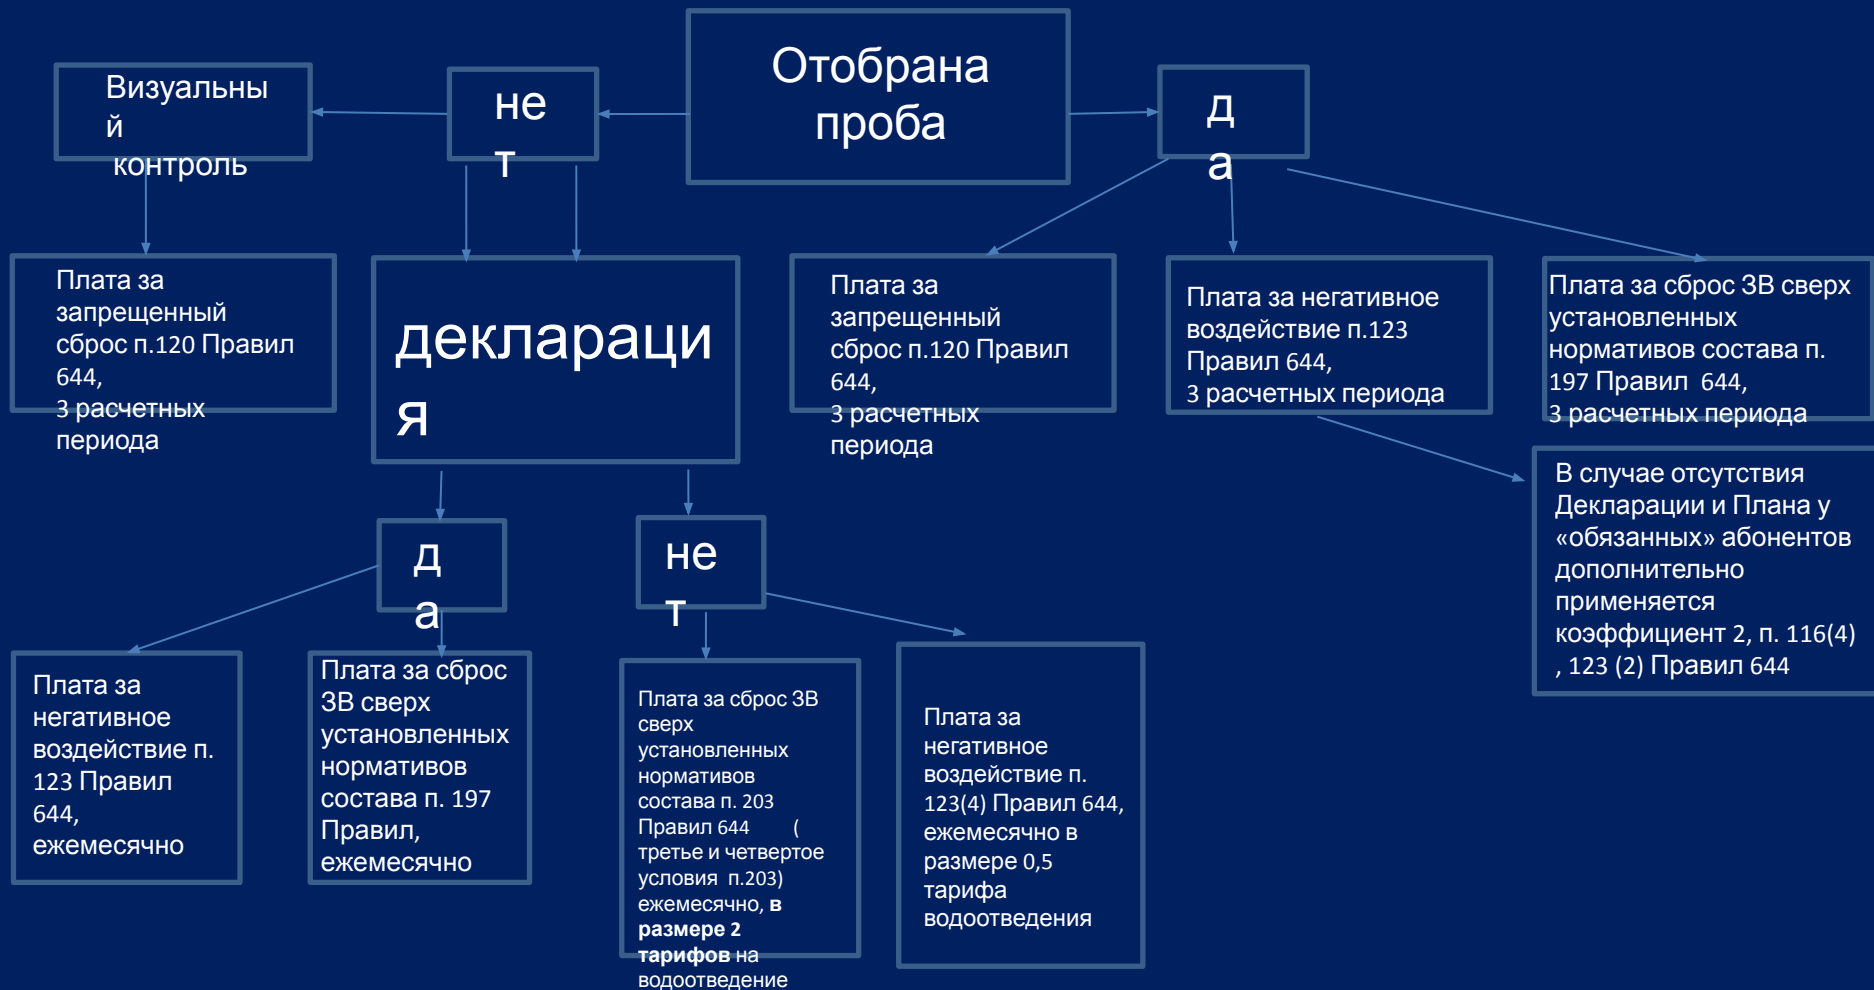 Отобрана
проба
Визуальны
й
контроль
не
т
д
а
Плата за
запрещенный
сброс п.120 Правил
644,
3 расчетных
периода
деклараци
я
Плата за
запрещенный
сброс п.120 Правил
644,
3 расчетных
периода
Плата за негативное
воздействие п.123
Правил 644,
3 расчетных периода
Плата за сброс ЗВ сверх
установленных
нормативов состава п.
197 Правил 644,
3 расчетных периода
В случае отсутствия
Декларации и Плана у
«обязанных» абонентов
дополнительно
применяется
коэффициент 2, п. 116(4)
, 123 (2) Правил 644
д
а
не
т
Плата за
негативное
воздействие п.
123 Правил
644,
ежемесячно
Плата за сброс
ЗВ сверх
установленных
нормативов
состава п. 197
Правил,
ежемесячно
Плата за сброс ЗВ
сверх
установленных
нормативов
состава п. 203
Правил 644 (
третье и четвертое
условия п.203)
ежемесячно, в
размере 2
тарифов на
водоотведение
Плата за
негативное
воздействие п.
123(4) Правил 644,
ежемесячно в
размере 0,5
тарифа
водоотведения